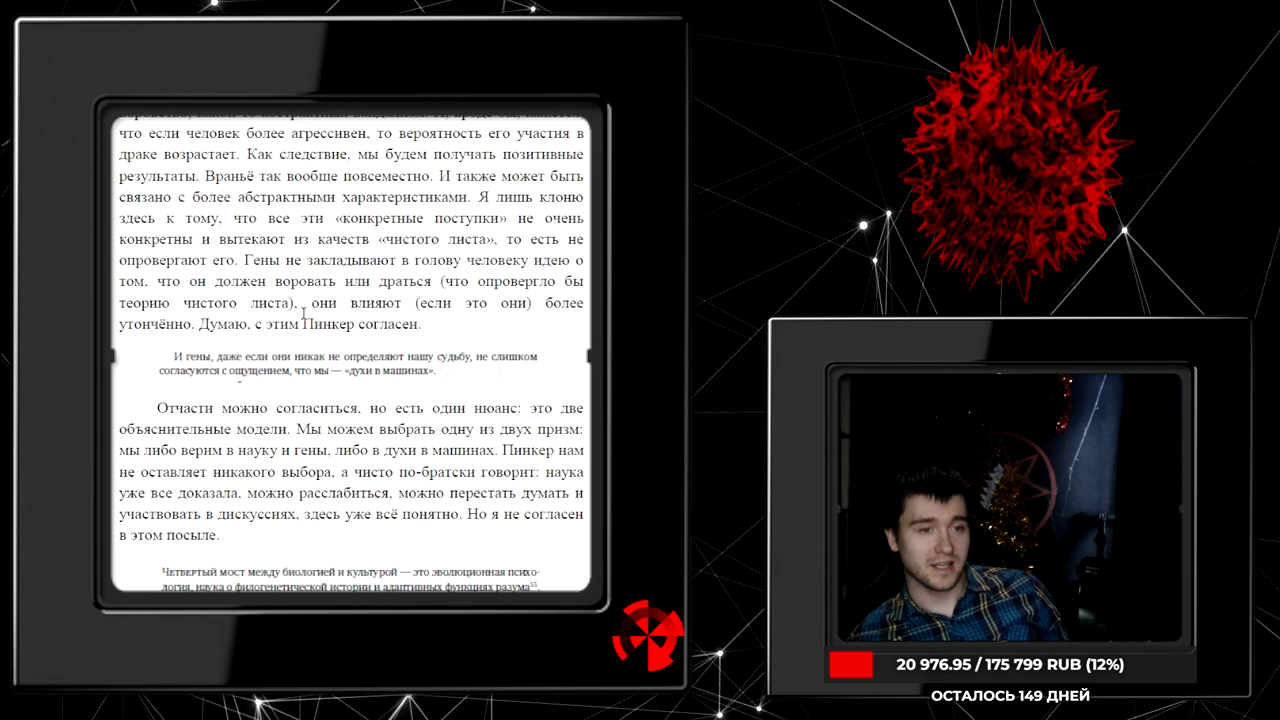 что если человек более агрессивен, то вероятность его участия в
драке возрастает. Как следствие, мы будем получать позитивные
результаты. Враньё так вообще повсеместно. И также может быть
связано с более абстрактными характеристиками. Я лишь клоню
здесь к тому, что все эти «конкретные поступки» не очень
конкретны и вытекают из качеств «чистого листа», то есть не
опровергают его. Гены не закладывают в голову человеку идею о
том, что он должен воровать или драться (что опровергло бы
теорию чистого листа), они влияют (если это они) более
утончённо. Думаю, с этим Пинкер согласен.
И гены, даже если они никак не определяют нашу судьбу, не слишком
согласуются с ощущением, что мы — «духи в машинах».
Отчасти можно согласиться, но есть один нюанс: это две
объяснительные модели. Мы можем выбрать одну из двух призм:
мы либо верим в науку и гены, либо в духи в машинах. Пинкер нам
не оставляет никакого выбора, а чисто по-братски говорит: наука
уже все доказала, можно расслабиться, можно перестать думать и
участвовать в дискуссиях, здесь уже всё понятно. Но я не согласен
в этом посыле.
Четвертый мост между биологией и культурой — это эволюционная психо-
логия, наука о филогенетической истории и адаптивных функциях разума55.
20 976.95 / 175 799 RUB (12%)
ОСТАЛОСЬ 149 ДНЕЙ